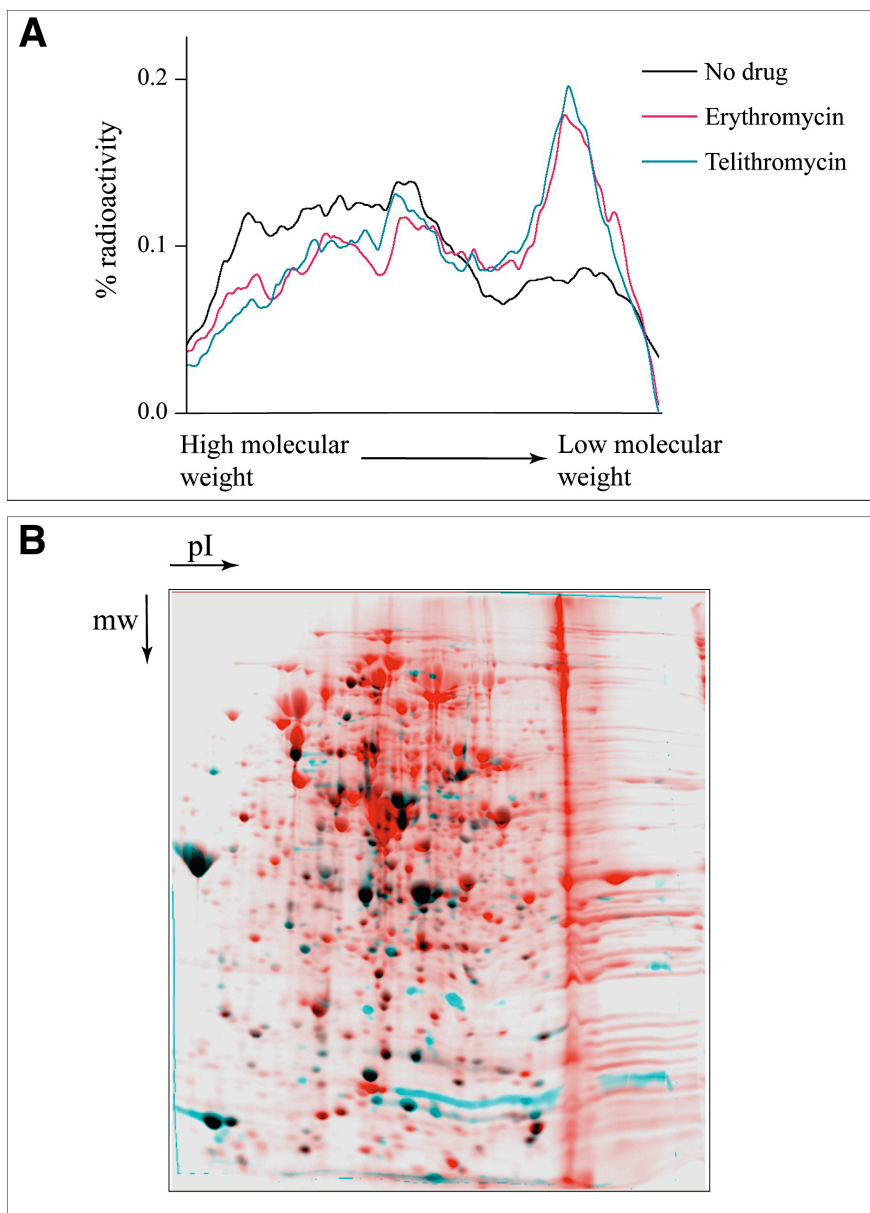 A
0.2
0.1
0.0
% radioactivity
No drug
Erythromycin
Telithromycin
High molecular
weight
Low molecular
weight
B
pI
mw